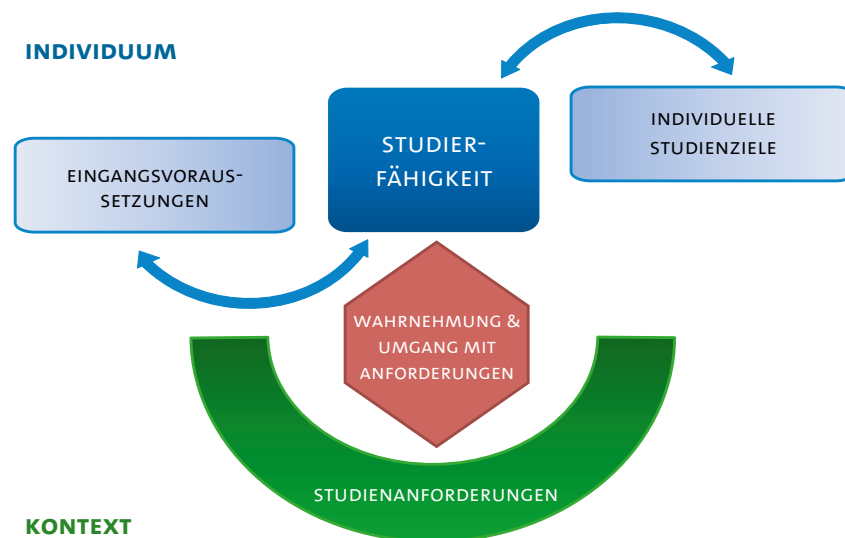 INDIVIDUUM
STUDIER-
FÄHIGKEIT
INDIVIDUELLE
STUDIENZIELE
EINGANGSVORAUS-
SETZUNGEN
WAHRNEHMUNG &
UMGANG MIT
ANFORDERUNGEN
STUDIENANFORDERUNGEN
KONTEXT